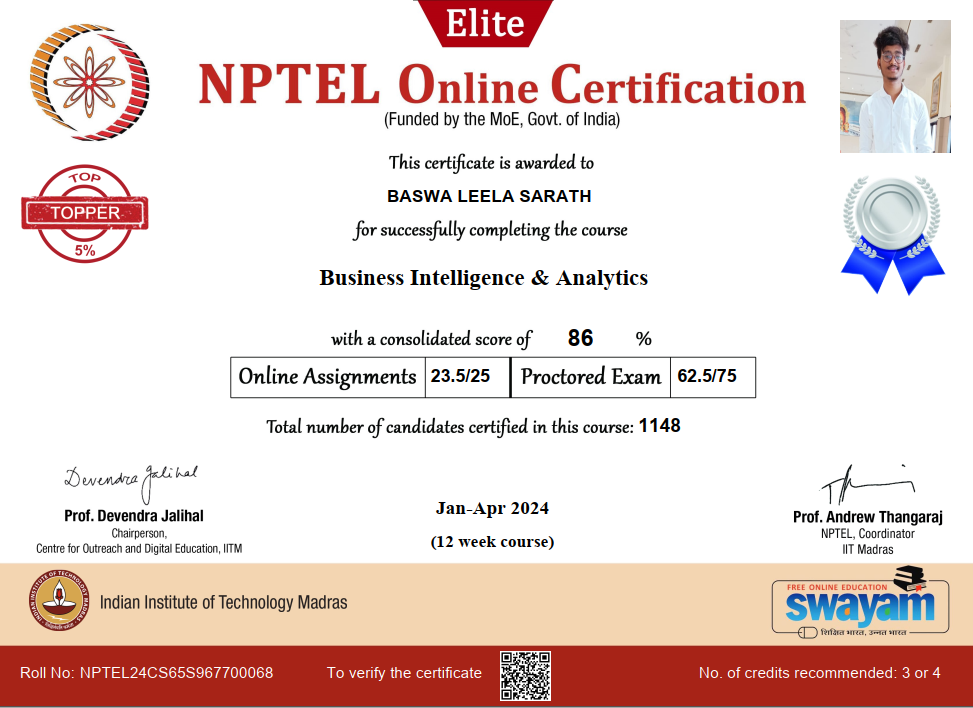 Elite
NPTEL Online Certification
(Funded by the MoE, Govt. of India)
This certificate is awarded to
BASWA LEELA SARATH
for successfully completing the course
TOP
TOPPER
5%
Business Intelligence & Analytics
with a consolidated score of 86 %
Online Assignments 23.5/25 Proctored Exam 62.5/75
Total number of candidates certified in this course: 1148
Devendra Jalihal
Prof. Devendra Jalihal
Chairperson,
Centre for Outreach and Digital Education, IITM
Jan-Apr 2024
(12 week course)
Prof. Andrew Thangaraj
NPTEL, Coordinator
IIT Madras
INDIAN INSTITUTE OF TECHNOLOGY MADRAS
Indian Institute of Technology Madras
FREE ONLINE EDUCATION
swayam
शिक्षित भारत, उन्नत भारत
Roll No: NPTEL24CS65S967700068
To verify the certificate
No. of credits recommended: 3 or 4